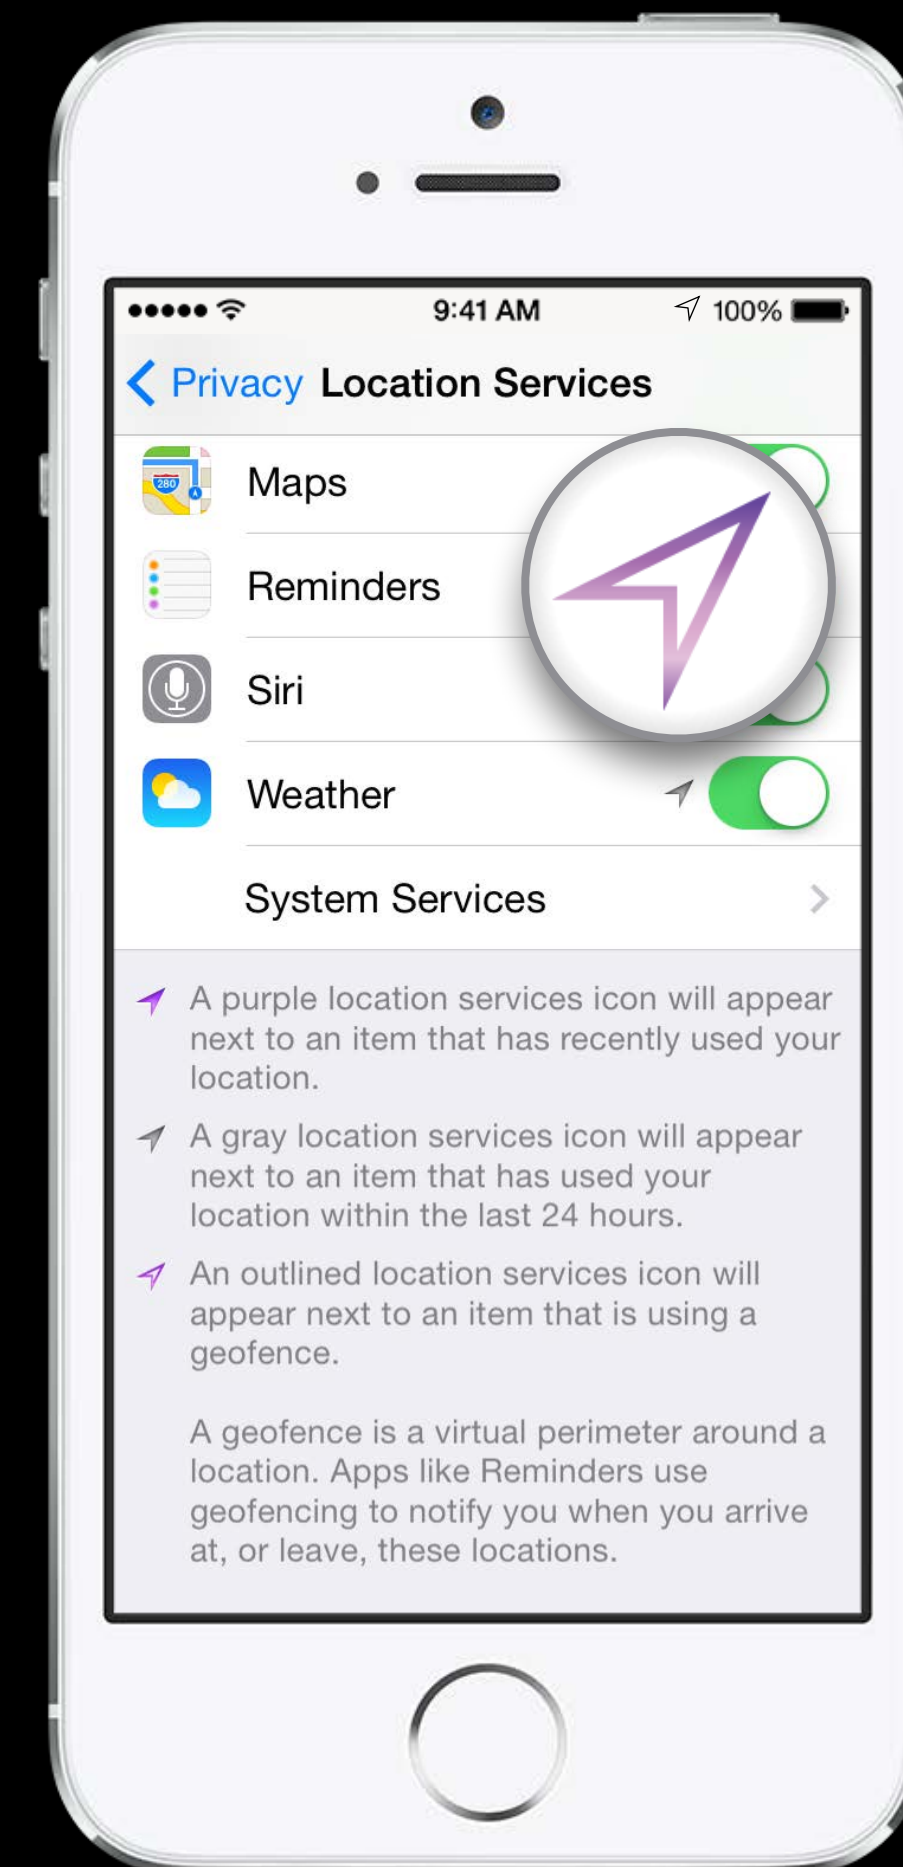 9:41 AM 100%
Privacy Location Services
280
Maps
Reminders
Siri
Weather
System Services
A purple location services icon will appear
next to an item that has recently used your
location.
A gray location services icon will appear
next to an item that has used your
location within the last 24 hours.
An outlined location services icon will
appear next to an item that is using a
geofence.
A geofence is a virtual perimeter around a
location. Apps like Reminders use
geofencing to notify you when you arrive
at, or leave, these locations.